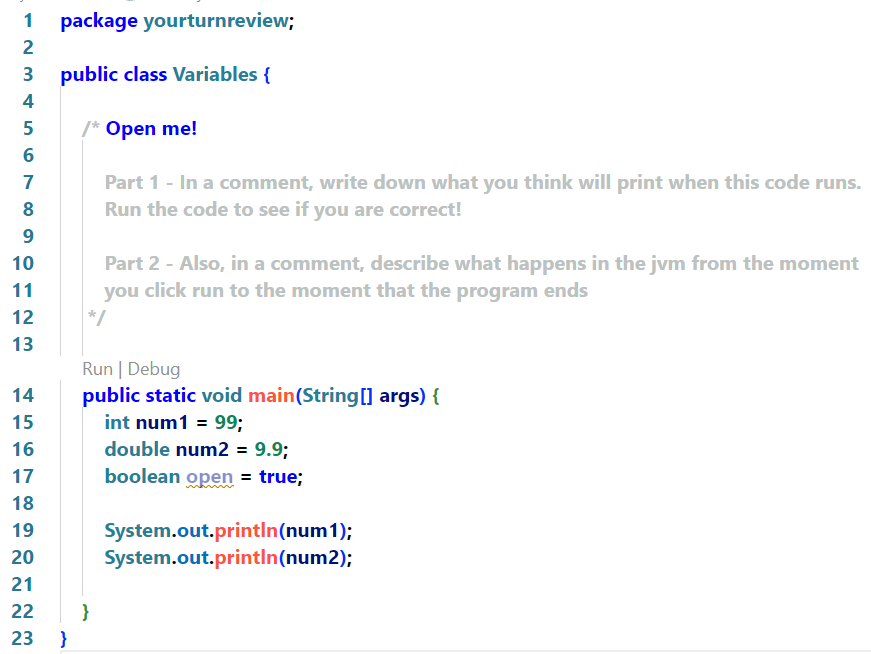 1 package yourturnreview;
2
3 public class Variables {
4
5 /* Open me!
6
7 Part 1 - In a comment, write down what you think will print when this code runs.
8 Run the code to see if you are correct!
9
10 Part 2 - Also, in a comment, describe what happens in the jvm from the moment
11 you click run to the moment that the program ends
12 */
13
Run | Debug
14 public static void main(String[] args) {
15 int num1 = 99;
16 double num2 = 9.9;
17 boolean open = true;
18
19 System.out.println(num1);
20 System.out.println(num2);
21
22 }
23 }